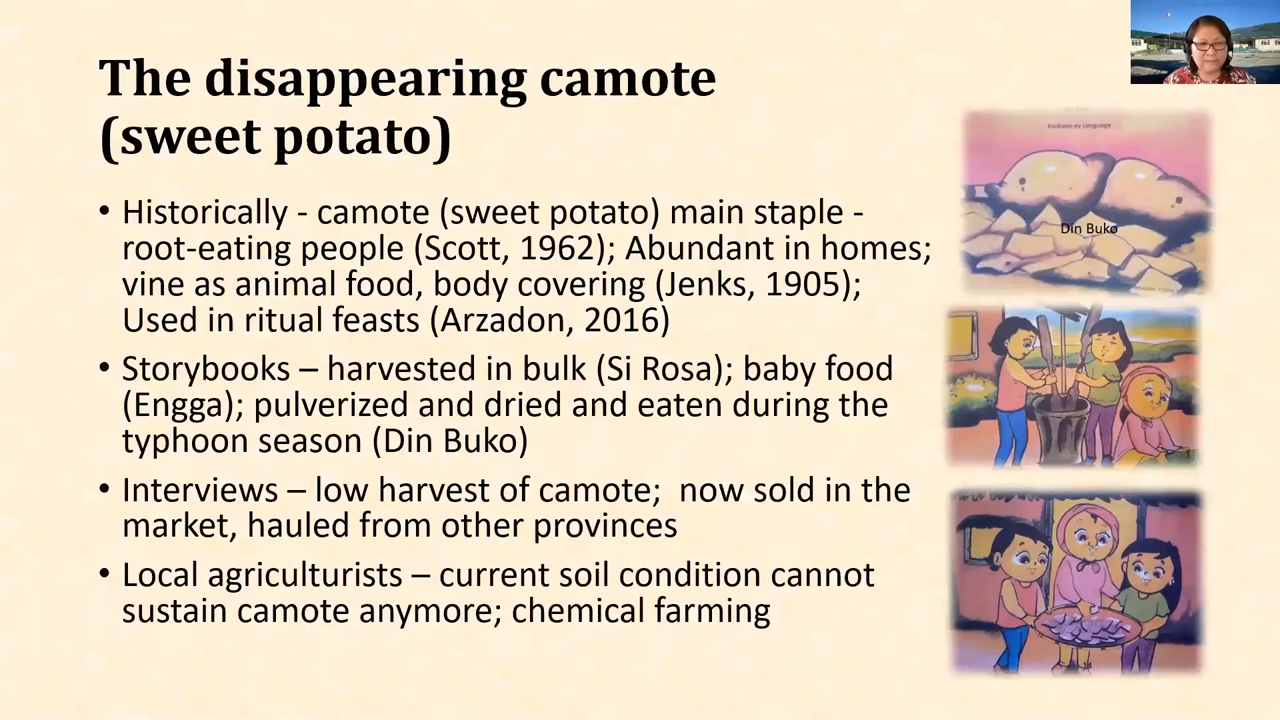 The disappearing camote
(sweet potato)
• Historically - camote (sweet potato) main staple -
root-eating people (Scott, 1962); Abundant in homes;
vine as animal food, body covering (Jenks, 1905);
Used in ritual feasts (Arzadon, 2016)
• Storybooks – harvested in bulk (Si Rosa); baby food
(Engga); pulverized and dried and eaten during the
typhoon season (Din Buko)
• Interviews – low harvest of camote;  now sold in the
market, hauled from other provinces
• Local agriculturists – current soil condition cannot
sustain camote anymore; chemical farming
Language
Din Buko